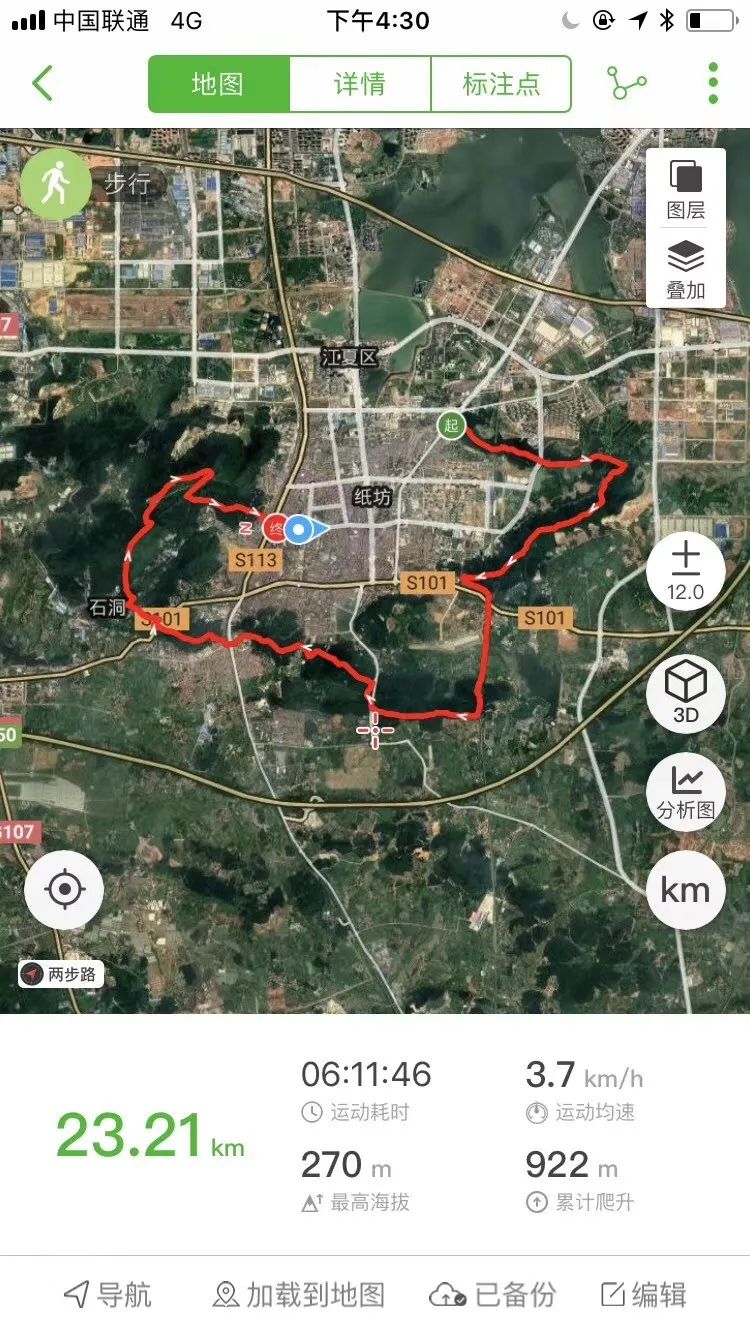 中国联通 4G 下午4:30
地图 详情 标注点
步行
图层
叠加
7
江夏区
起
纸坊
终
S113
S101
石洞
S101
S101
12.0
3D
50
分析图
G107
km
两步路
06:11:46 3.7 km/h
运动耗时 运动均速
23.21 km
270 m 922 m
最高海拔 累计爬升
导航 加载到地图 已备份 编辑